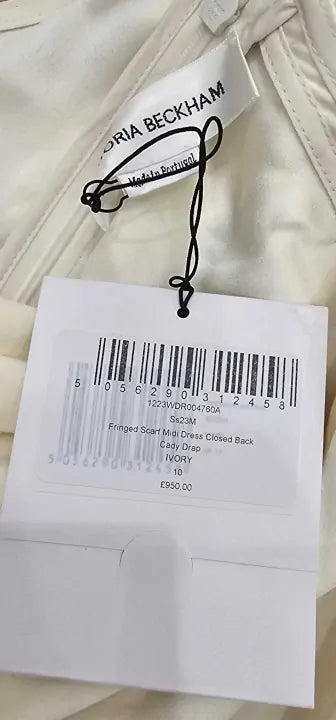 ORIA BECKHAM
Made in Portugal
5 056290 312458
1223WDR004760A
Ss23M
Fringed Scarf Midi Dress Closed Back
Cady Drap
IVORY
10
£950.00